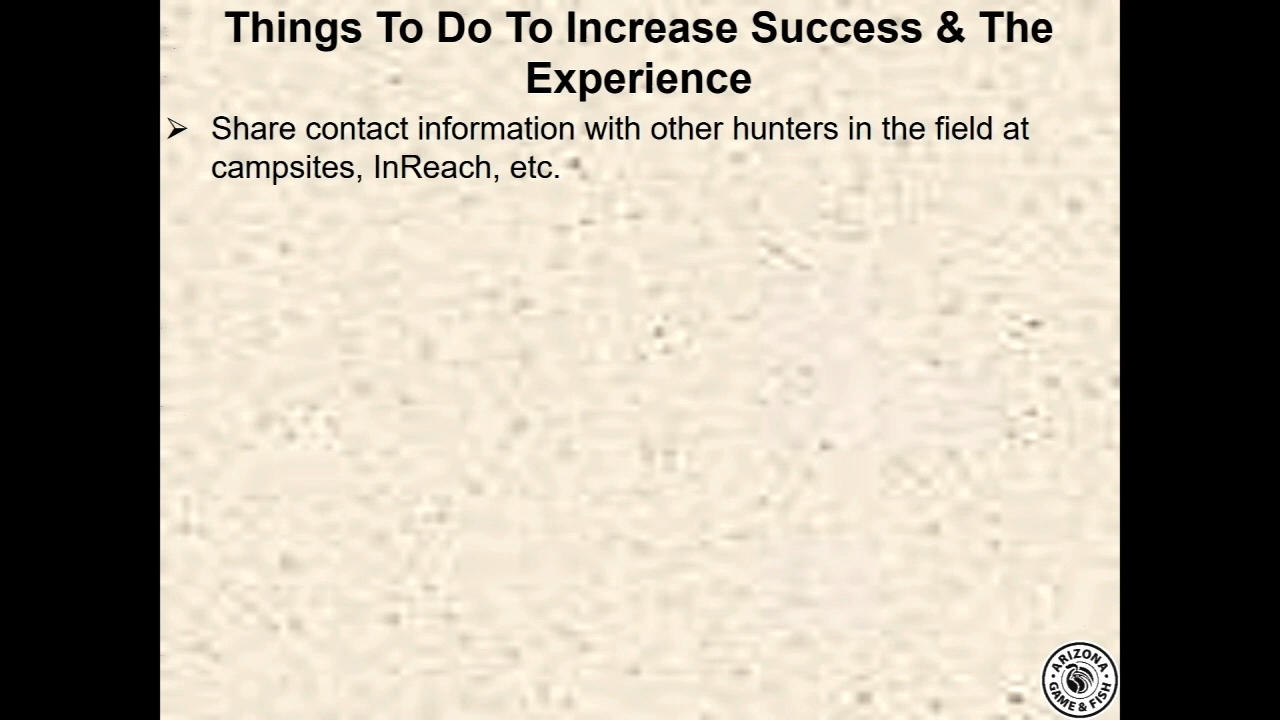 Things To Do To Increase Success & The
Experience
➢ Share contact information with other hunters in the field at
campsites, InReach, etc.
ARIZONA
GAME & FISH